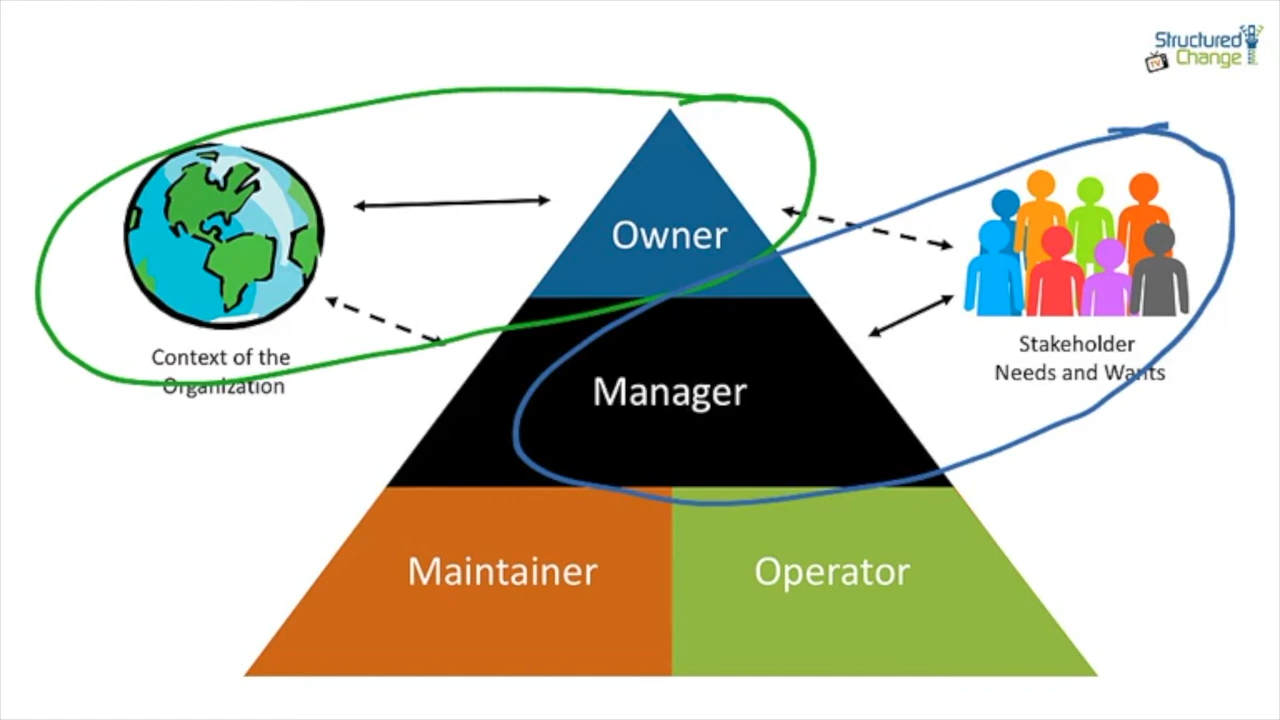 Structured
TV Change
Owner
Context of the
Organization
Stakeholder
Needs and Wants
Manager
Maintainer
Operator